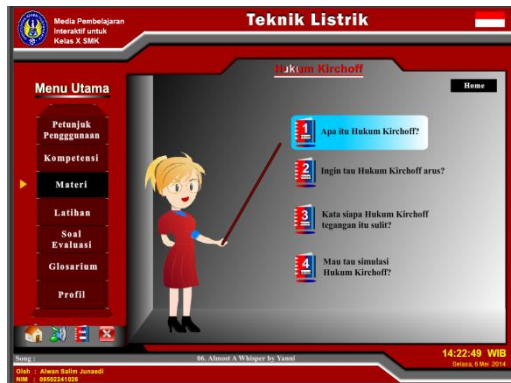 Media Pembelajaran
Interaktif untuk
Kelas X SMK
Teknik Listrik
Hukum Kirchoff
Home
Menu Utama
Petunjuk
Pengggunaan
Kompetensi
Materi
Latihan
Soal
Evaluasi
Glosarium
Profil
1
Apa itu Hukum Kirchoff?
2
Ingin tau Hukum Kirchoff arus?
3
Kata siapa Hukum Kirchoff
tegangan itu sulit?
4
Mau tau simulasi
Hukum Kirchoff?
Song :
06. Almost A Whisper by Yanni
14:22:49 WIB
Selasa, 6 Mei 2014
Oleh : Alwan Salim Junaedi
NIM : 09502241028